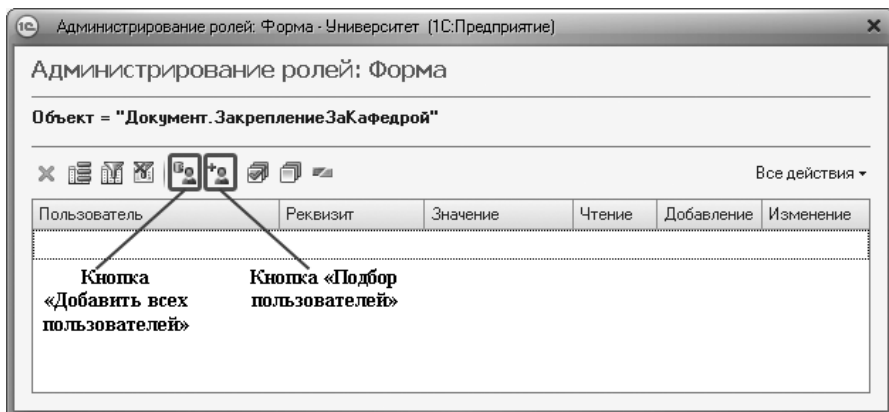 1С Администрирование ролей: Форма - Университет (1С:Предприятие)
Администрирование ролей: Форма
Объект = "Документ.ЗакреплениеЗаКафедрой"
Все действия
Пользователь Реквизит Значение Чтение Добавление Изменение
Кнопка
«Добавить всех
пользователей»
Кнопка «Подбор
пользователей»